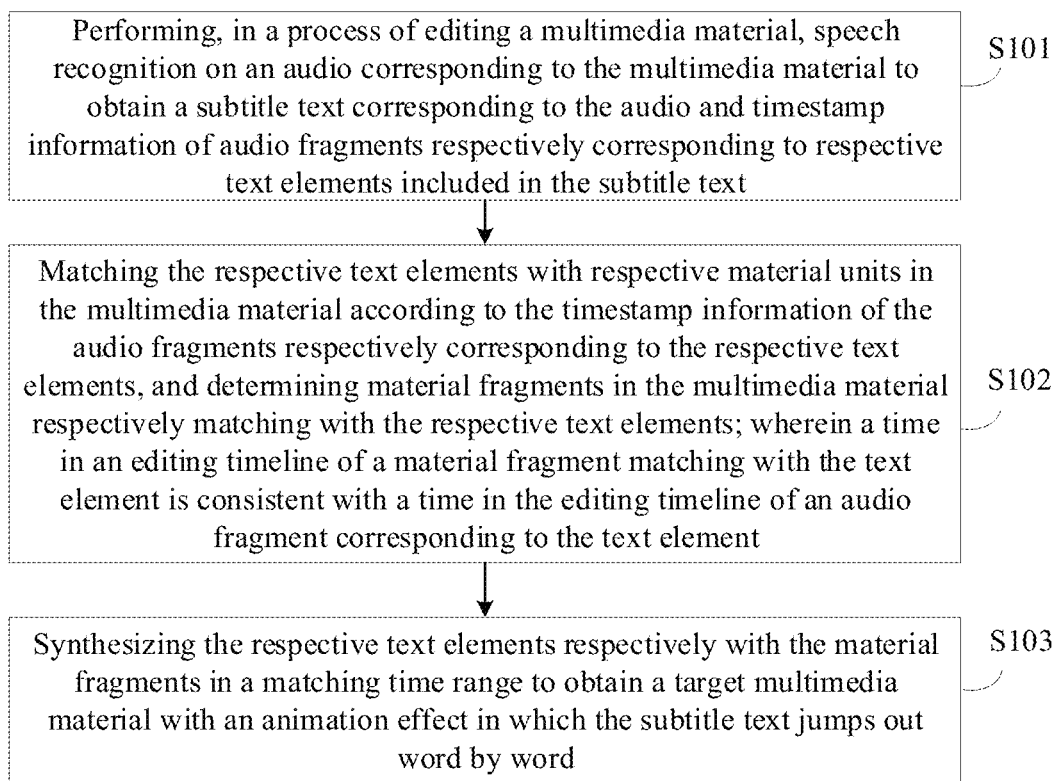 Performing, in a process of editing a multimedia material, speech
recognition on an audio corresponding to the multimedia material to
obtain a subtitle text corresponding to the audio and timestamp
information of audio fragments respectively corresponding to respective
text elements included in the subtitle text
S101
Matching the respective text elements with respective material units in
the multimedia material according to the timestamp information of the
audio fragments respectively corresponding to the respective text
elements, and determining material fragments in the multimedia material
respectively matching with the respective text elements; wherein a time
in an editing timeline of a material fragment matching with the text
element is consistent with a time in the editing timeline of an audio
fragment corresponding to the text element
S102
Synthesizing the respective text elements respectively with the material
fragments in a matching time range to obtain a target multimedia
material with an animation effect in which the subtitle text jumps out
word by word
S103